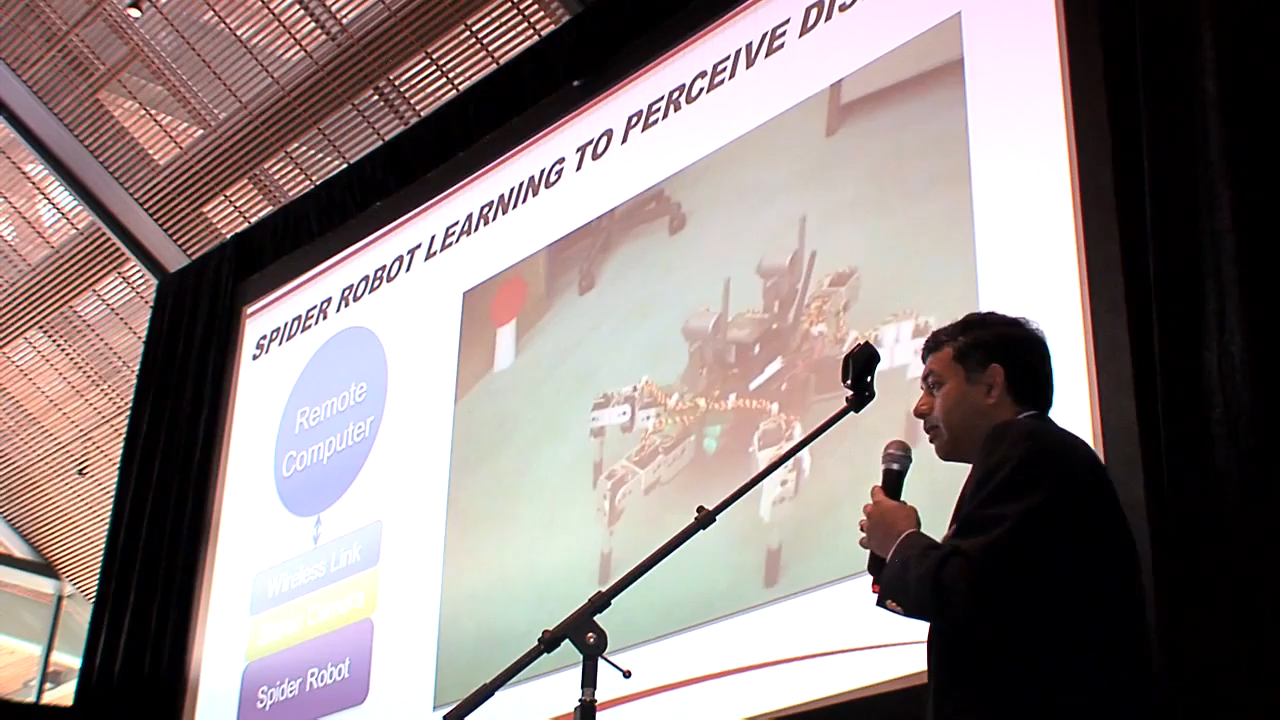 SPIDER ROBOT LEARNING TO PERCEIVE
Remote
Computer
Wireless Link
Spider Robot